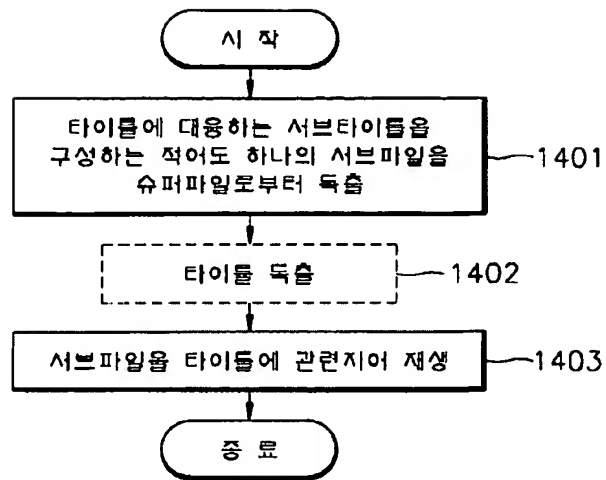 시 작
타이틀에 대응하는 서브타이틀을
구성하는 적어도 하나의 서브파일을
슈퍼파일로부터 독출
1401
타이틀 독출
1402
서브파일을 타이틀에 관련지어 재생
1403
종 료